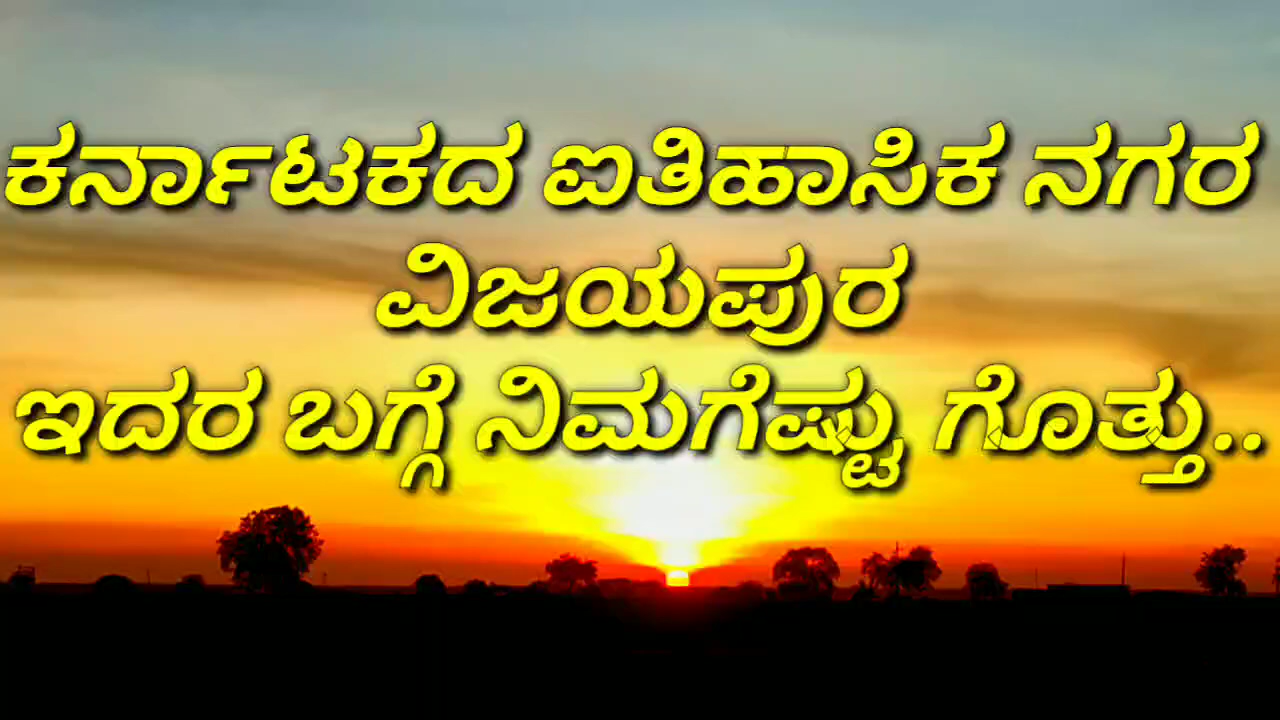 ಕರ್ನಾಟಕದ ಐತಿಹಾಸಿಕ ನಗರ
ವಿಜಯಪುರ
ಇದರ ಬಗ್ಗೆ ನಿಮಗೆಷ್ಟು ಗೊತ್ತು..